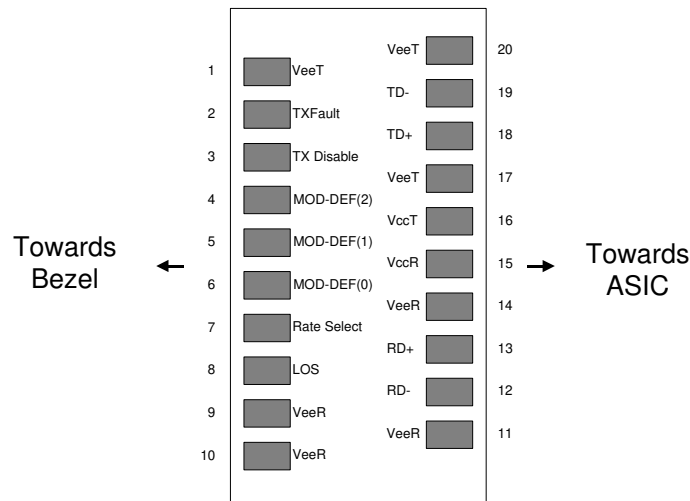 VeeT 20
1 VeeT
TD- 19
2 TXFault
TD+ 18
3 TX Disable
VeeT 17
4 MOD-DEF(2)
VccT 16
5 MOD-DEF(1)
Towards
Bezel
VccR 15
Towards
ASIC
6 MOD-DEF(0)
VeeR 14
7 Rate Select
RD+ 13
8 LOS
RD- 12
9 VeeR
VeeR 11
10 VeeR